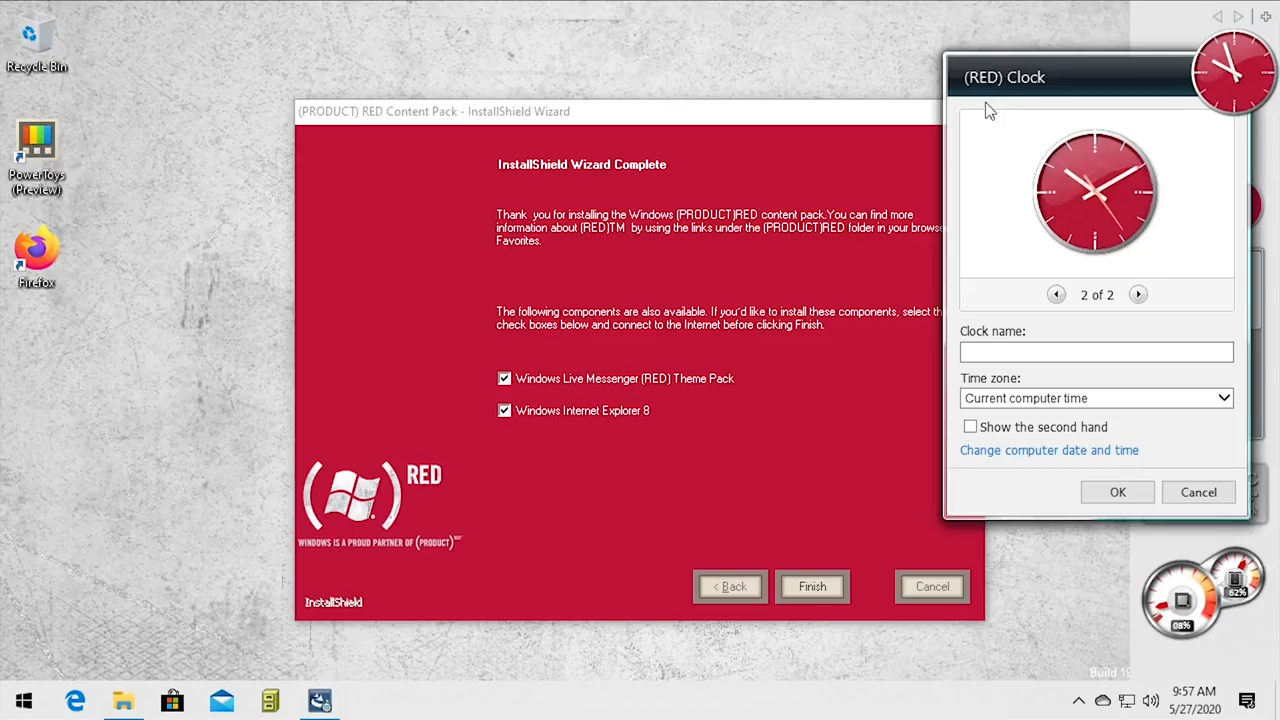 Recycle Bin
PowerToys
(Preview)
Firefox
(PRODUCT) RED Content Pack - InstallShield Wizard
InstallShield Wizard Complete
Thank you for installing the Windows (PRODUCT)RED content pack.You can find more
information about (RED)TM by using the links under the (PRODUCT)RED folder in your browse
Favorites.
The following components are also available. If you'd like to install these components, select th
check boxes below and connect to the Internet before clicking Finish.
Windows Live Messenger (RED) Theme Pack
Windows Internet Explorer 8
RED
WINDOWS IS A PROUD PARTNER OF (PRODUCT)RED
InstallShield
< Back
Finish
Cancel
(RED) Clock
2 of 2
Clock name:
Time zone:
Current computer time
Show the second hand
Change computer date and time
OK
Cancel
62%
08%
Build 19
9:57 AM
5/27/2020